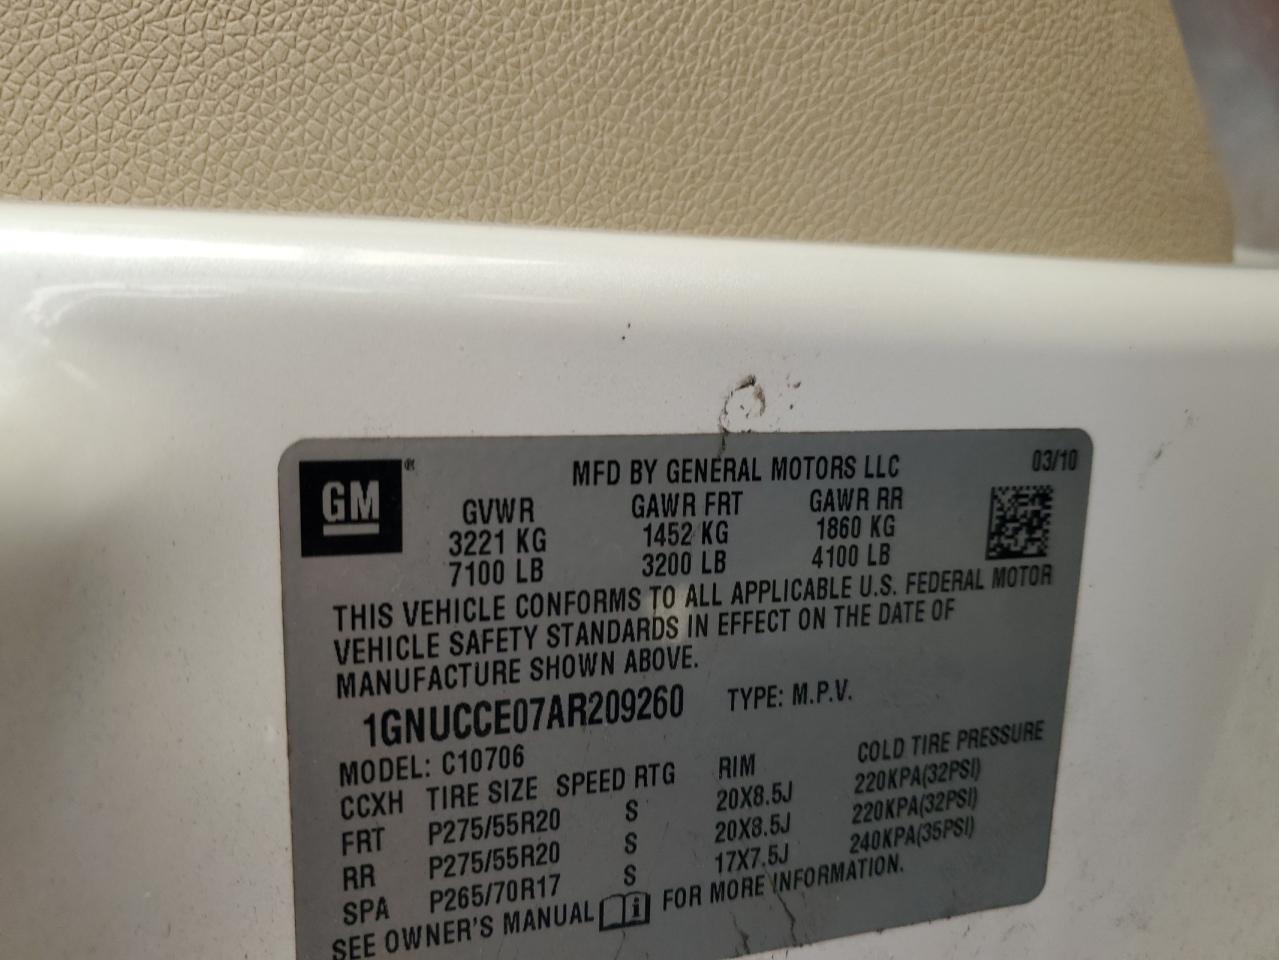 GM®
MFD BY GENERAL MOTORS LLC 03/10
GVWR GAWR FRT GAWR RR
3221 KG 1452 KG 1860 KG
7100 LB 3200 LB 4100 LB
THIS VEHICLE CONFORMS TO ALL APPLICABLE U.S. FEDERAL MOTOR
VEHICLE SAFETY STANDARDS IN EFFECT ON THE DATE OF
MANUFACTURE SHOWN ABOVE.
1GNUCCE07AR209260 TYPE: M.P.V.
MODEL: C10706
CCXH TIRE SIZE SPEED RTG RIM COLD TIRE PRESSURE
FRT P275/55R20 S 20X8.5J 220KPA(32PSI)
RR P275/55R20 S 20X8.5J 220KPA(32PSI)
SPA P265/70R17 S 17X7.5J 240KPA(35PSI)
SEE OWNER'S MANUAL i FOR MORE INFORMATION.